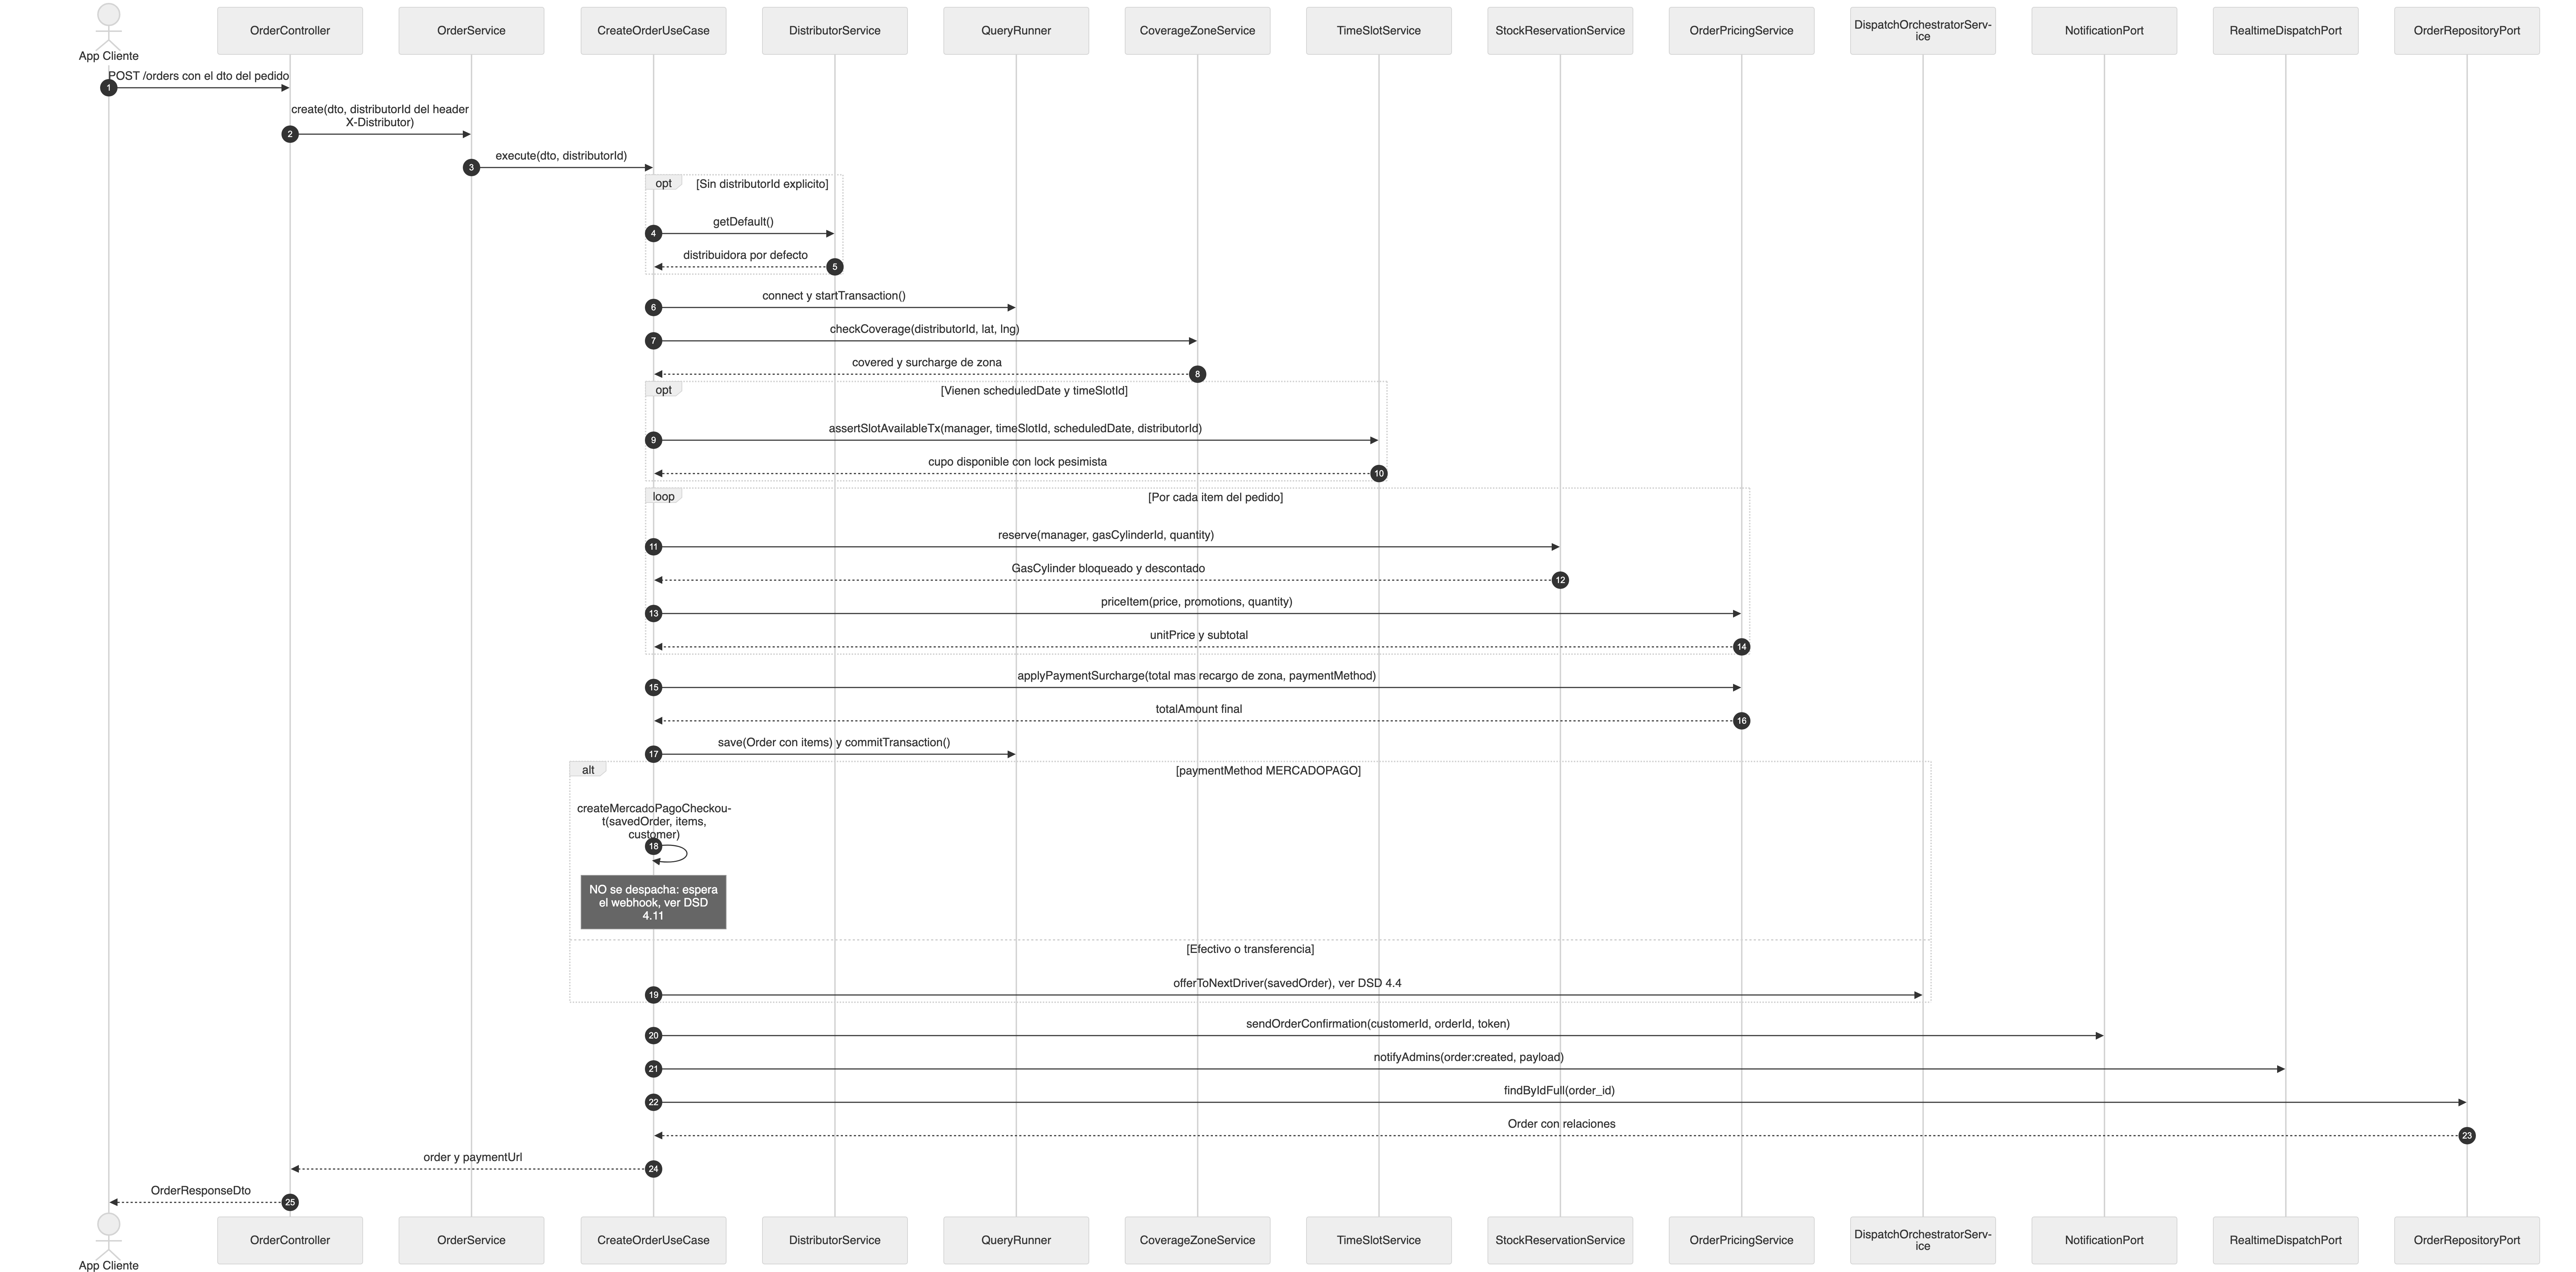 App Cliente
OrderController
OrderService
CreateOrderUseCase
DistributorService
QueryRunner
CoverageZoneService
TimeSlotService
StockReservationService
OrderPricingService
DispatchOrchestratorServ-
ice
NotificationPort
RealtimeDispatchPort
OrderRepositoryPort
POST /orders con el dto del pedido
1
create(dto, distributorId del header
X-Distributor)
2
execute(dto, distributorId)
3
opt [Sin distributorId explicito]
getDefault()
4
distribuidora por defecto
5
connect y startTransaction()
6
checkCoverage(distributorId, lat, lng)
7
covered y surcharge de zona
8
opt [Vienen scheduledDate y timeSlotId]
assertSlotAvailableTx(manager, timeSlotId, scheduledDate, distributorId)
9
cupo disponible con lock pesimista
10
loop [Por cada item del pedido]
reserve(manager, gasCylinderId, quantity)
11
GasCylinder bloqueado y descontado
12
priceItem(price, promotions, quantity)
13
unitPrice y subtotal
14
applyPaymentSurcharge(total mas recargo de zona, paymentMethod)
15
totalAmount final
16
save(Order con items) y commitTransaction()
17
alt [paymentMethod MERCADOPAGO]
createMercadoPagoCheckou-
t(savedOrder, items,
customer)
18
NO se despacha: espera
el webhook, ver DSD
4.11
[Efectivo o transferencia]
offerToNextDriver(savedOrder), ver DSD 4.4
19
sendOrderConfirmation(customerId, orderId, token)
20
notifyAdmins(order:created, payload)
21
findByIdFull(order_id)
22
Order con relaciones
23
order y paymentUrl
24
OrderResponseDto
25
App Cliente
OrderController
OrderService
CreateOrderUseCase
DistributorService
QueryRunner
CoverageZoneService
TimeSlotService
StockReservationService
OrderPricingService
DispatchOrchestratorServ-
ice
NotificationPort
RealtimeDispatchPort
OrderRepositoryPort